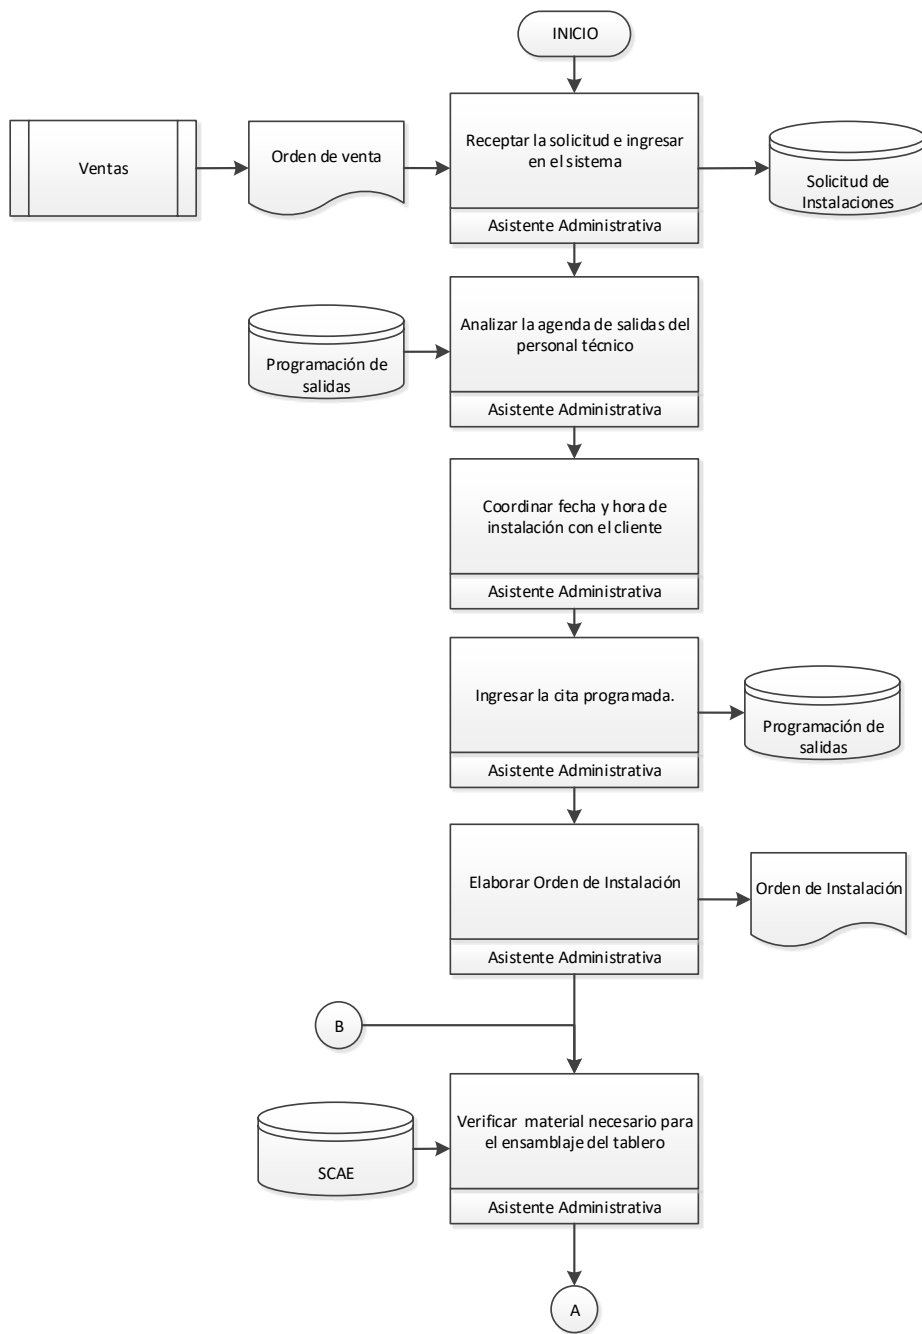 INICIO
Ventas
Orden de venta
Receptar la solicitud e ingresar
en el sistema
Asistente Administrativa
Solicitud de
Instalaciones
Programación de
salidas
Analizar la agenda de salidas del
personal técnico
Asistente Administrativa
Coordinar fecha y hora de
instalación con el cliente
Asistente Administrativa
Ingresar la cita programada.
Asistente Administrativa
Programación de
salidas
Elaborar Orden de Instalación
Asistente Administrativa
Orden de Instalación
B
SCAE
Verificar material necesario para
el ensamblaje del tablero
Asistente Administrativa
A